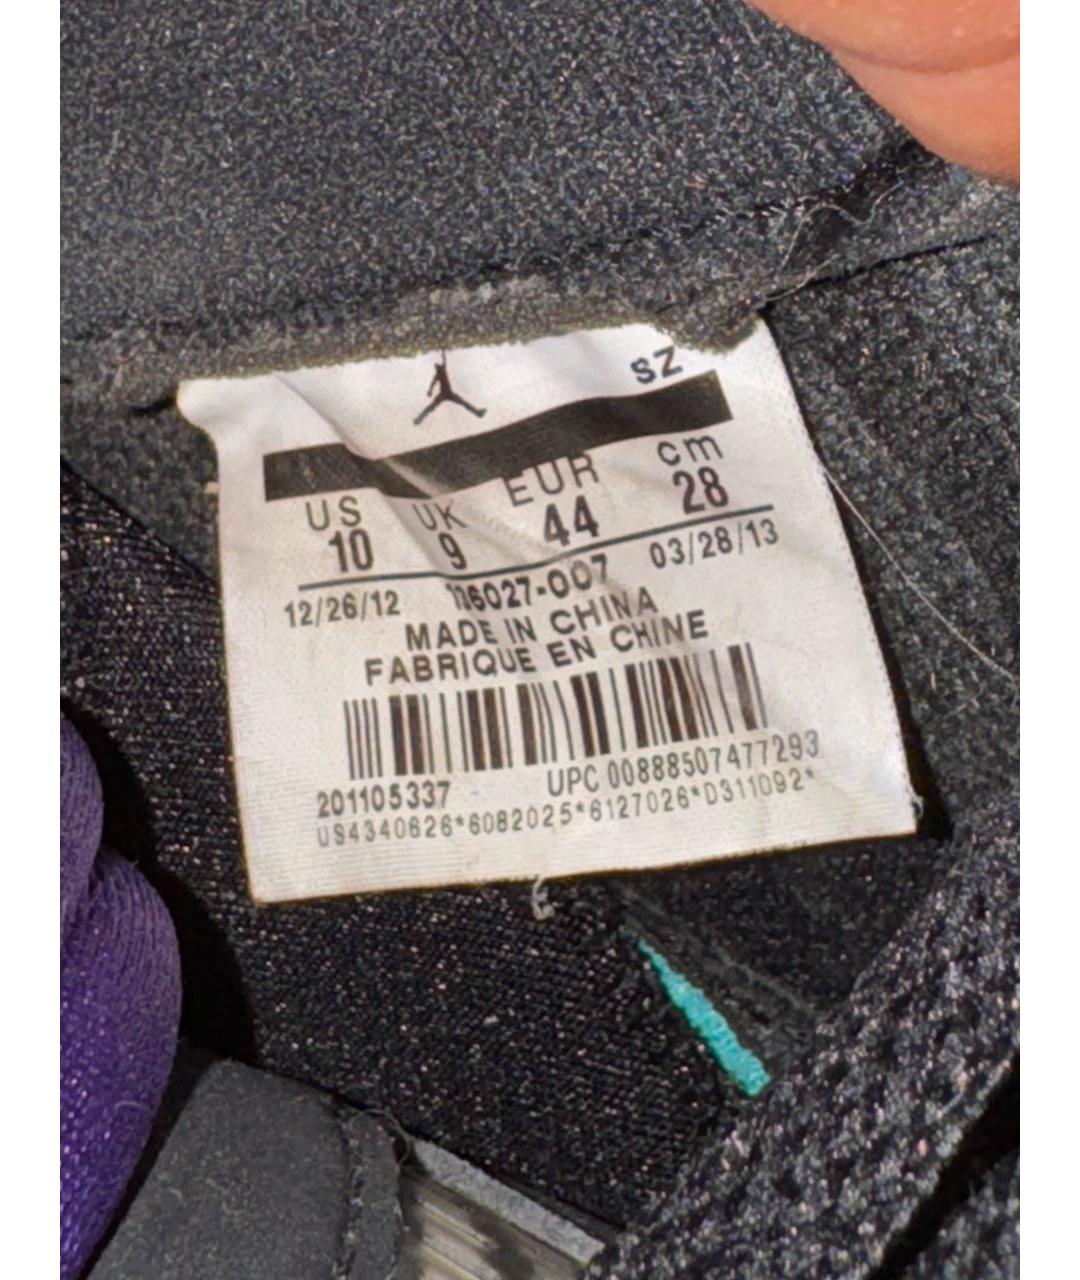 SZ
US UK EUR cm
10 9 44 28
12/26/12 136027-007 03/28/13
MADE IN CHINA
FABRIQUE EN CHINE
201105337 UPC 00888507477293
US4340626*6082025*6127026*D311092*